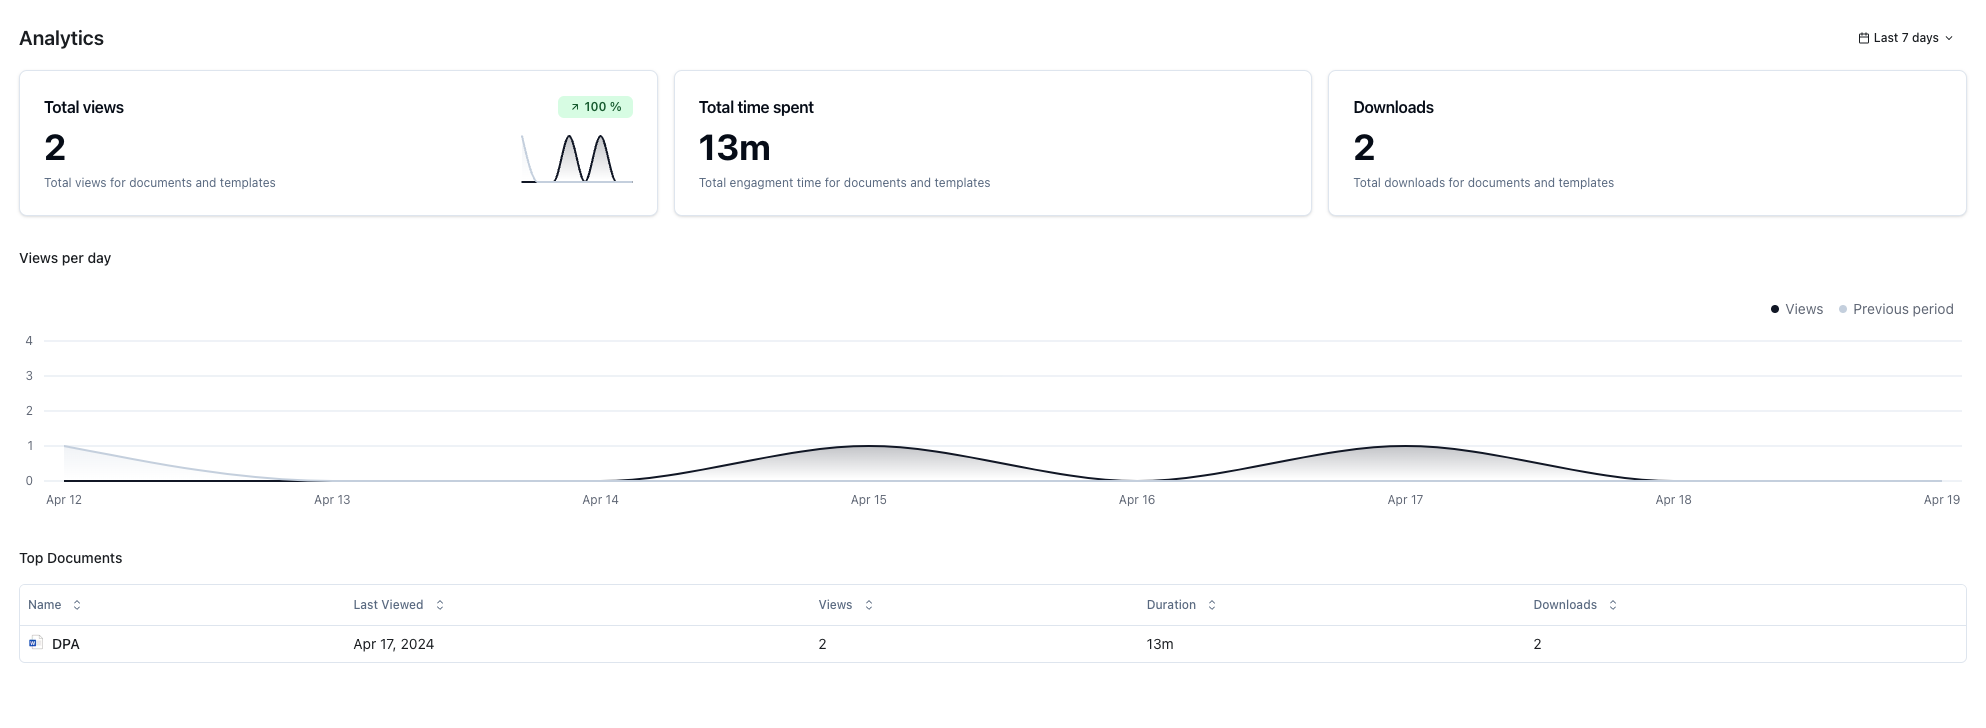 Analytics
Last 7 days
Total views
100 %
2
Total views for documents and templates
Total time spent
13m
Total engagment time for documents and templates
Downloads
2
Total downloads for documents and templates
Views per day
Views Previous period
4
3
2
1
0
Apr 12 Apr 13 Apr 14 Apr 15 Apr 16 Apr 17 Apr 18 Apr 19
Top Documents
Name Last Viewed Views Duration Downloads
DPA Apr 17, 2024 2 13m 2